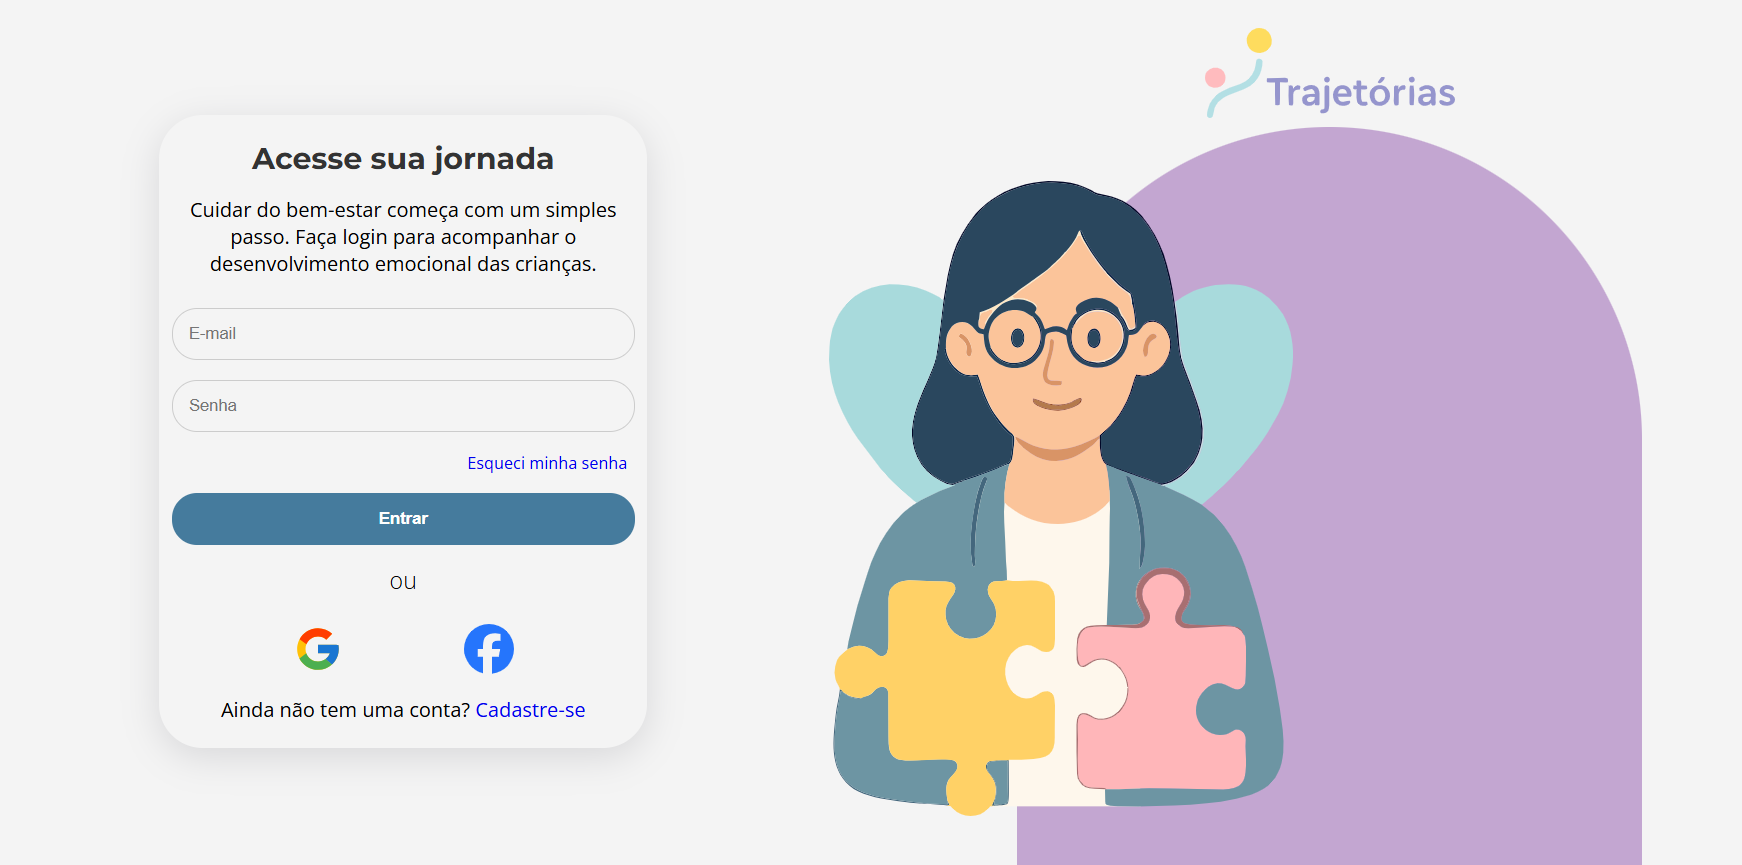 Trajetórias
Acesse sua jornada
Cuidar do bem-estar começa com um simples
passo. Faça login para acompanhar o
desenvolvimento emocional das crianças.
E-mail
Senha
Esqueci minha senha
Entrar
OU
Ainda não tem uma conta? Cadastre-se